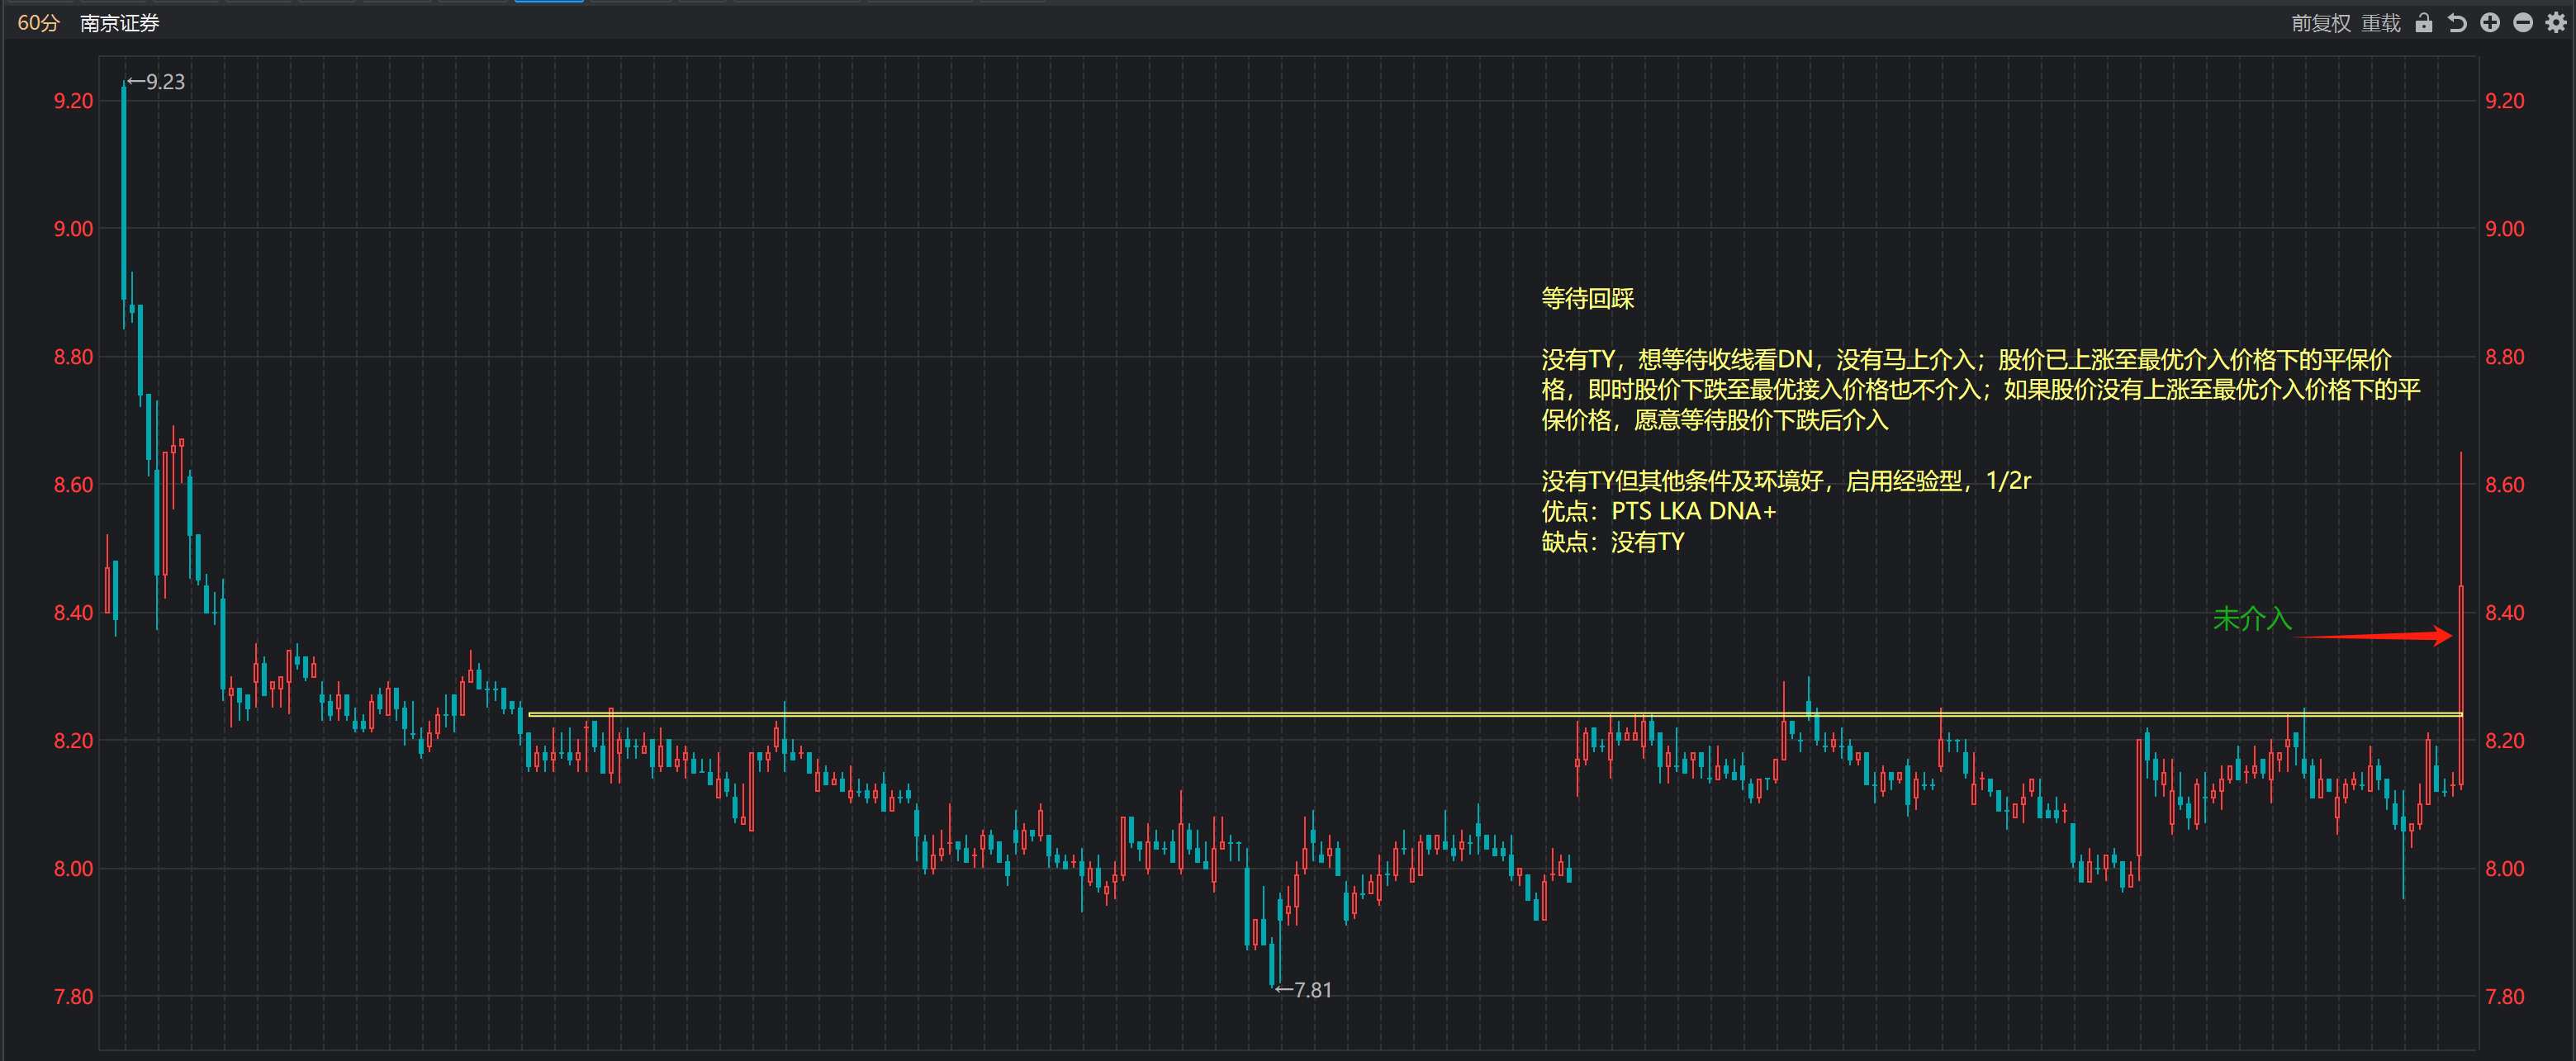 60分 南京证券 前复权 重载
←9.23
9.20 9.20
9.00 9.00
等待回踩
8.80 8.80
没有TY，想等待收线看DN，没有马上介入；股价已上涨至最优介入价格下的平保价
格，即时股价下跌至最优接入价格也不介入；如果股价没有上涨至最优介入价格下的平
保价格，愿意等待股价下跌后介入
8.60 8.60
没有TY但其他条件及环境好，启用经验型，1/2r
优点：PTS LKA DNA+
缺点：没有TY
8.40 8.40
未介入
8.20 8.20
8.00 8.00
←7.81
7.80 7.80